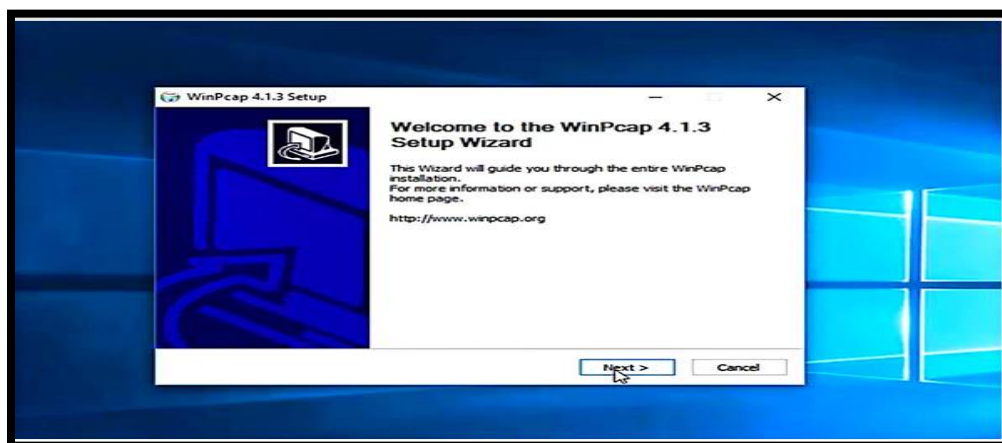 WinPcap 4.1.3 Setup
Welcome to the WinPcap 4.1.3
Setup Wizard
This Wizard will guide you through the entire WinPcap
installation.
For more information or support, please visit the WinPcap
home page.
http://www.winpcap.org
Next >
Cancel